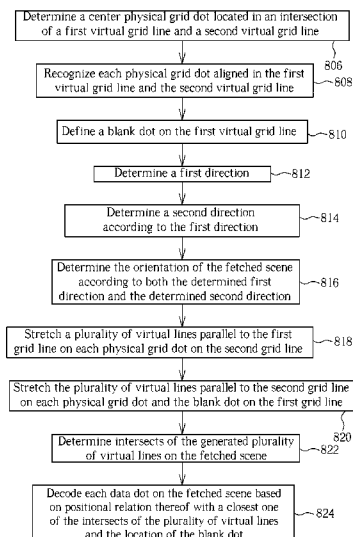 Determine a center physical grid dot located in an intersection
of a first virtual grid line and a second virtual grid line
806
Recognize each physical grid dot aligned in the first
virtual grid line and the second virtual grid line
808
Define a blank dot on the first virtual grid line
810
Determine a first direction
812
Determine a second direction
according to the first direction
814
Determine the orientation of the fetched scene
according to both the determined first
direction and the determined second direction
816
Stretch a plurality of virtual lines parallel to the first
grid line on each physical grid dot on the second grid line
818
Stretch the plurality of virtual lines parallel to the second grid line
on each physical grid dot and the blank dot on the first grid line
820
Determine intersects of the generated plurality
of virtual lines on the fetched scene
822
Decode each data dot on the fetched scene based
on positional relation thereof with a closest one
of the intersects of the plurality of virtual lines
and the location of the blank dot
824